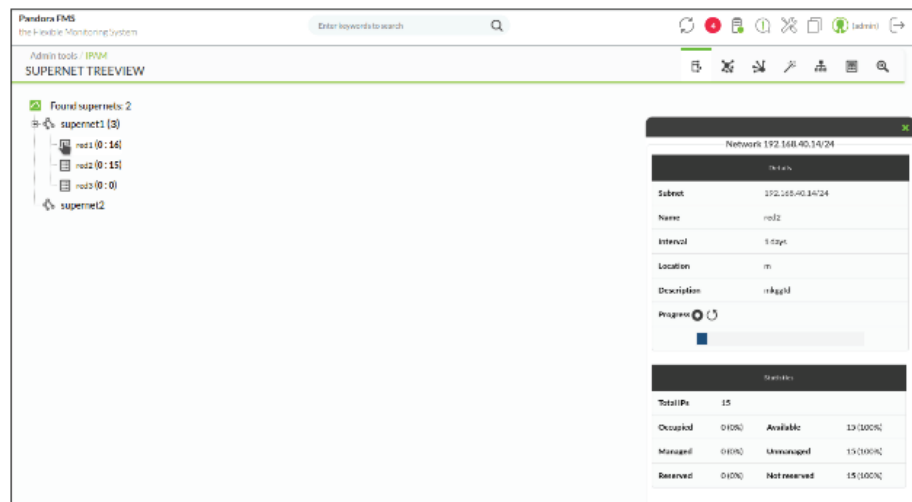 Pandora FMS
the Flexible Monitoring System
Enter keywords to search
4
(admin)
Admin tools / IPAM
SUPERNET TREEVIEW
Found supernets: 2
supernet1 (3)
red1 (0 : 16)
red2 (0 : 15)
red3 (0 : 0)
supernet2
Network 192.168.40.14/24
Details
Subnet 192.168.40.14/24
Name red2
Interval 1 days
Location m
Description
Progress
Statistics
Total IPs 15
Occupied 0 (0%) Available 15 (100%)
Managed 0 (0%) Unmanaged 15 (100%)
Reserved 0 (0%) Not reserved 15 (100%)